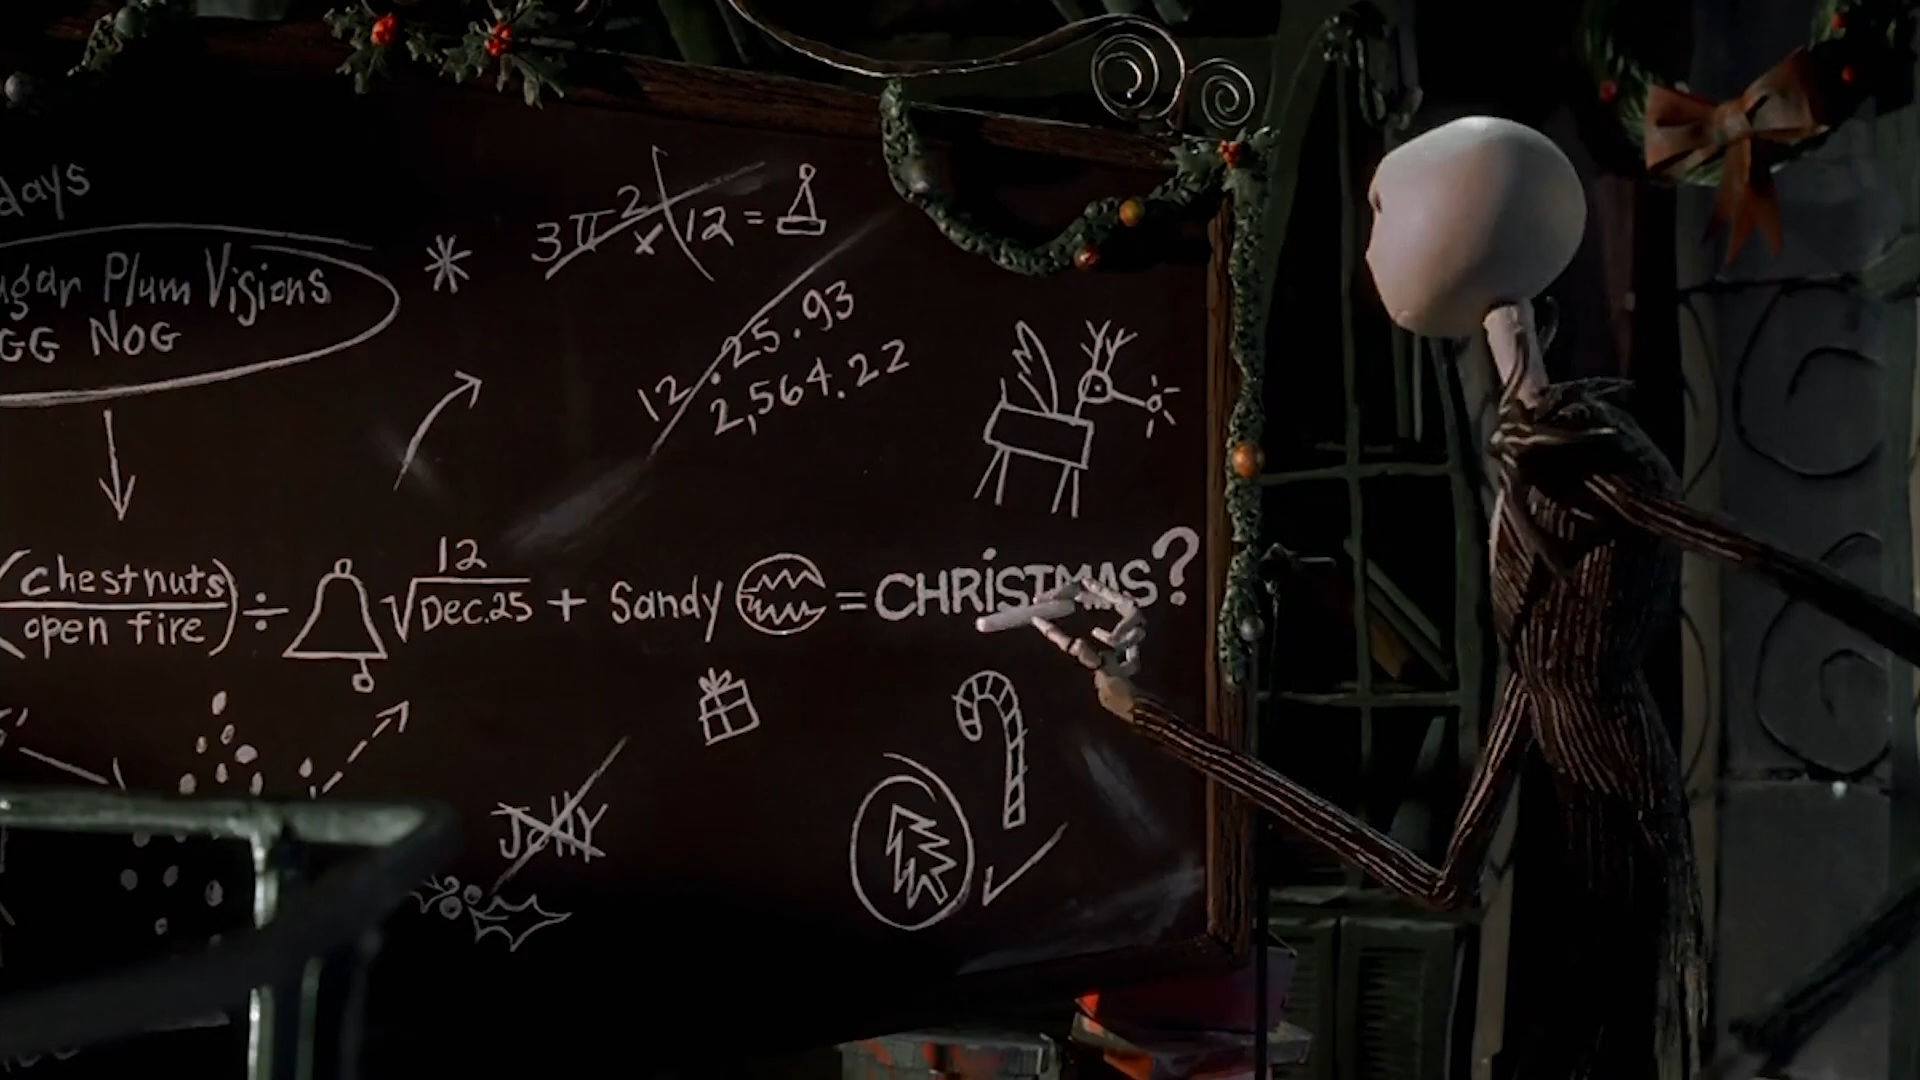 days
ugar Plum Visions
GG NOG
*
3π² x 12 =
12
.25.93
2,564.22
(chestnuts / open fire) ÷ √ 12 / Dec.25 + Sandy = CHRiSTMAS?
JOLLY